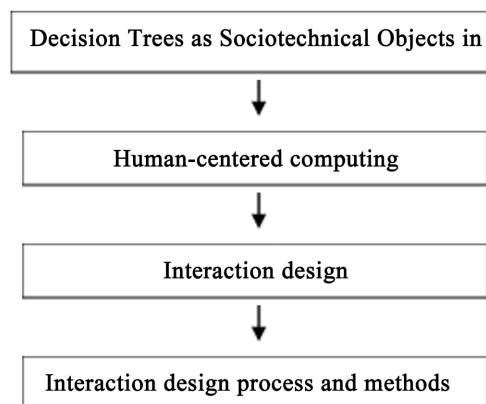 Decision Trees as Sociotechnical Objects in
Human-centered computing
Interaction design
Interaction design process and methods